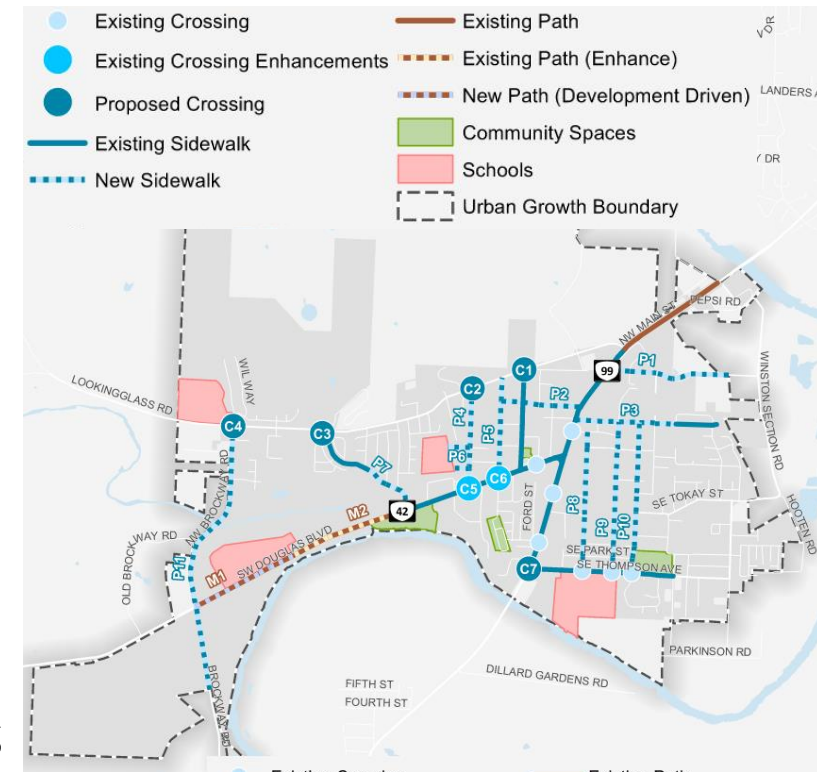 Existing Crossing
Existing Crossing Enhancements
Proposed Crossing
Existing Sidewalk
New Sidewalk
Existing Path
Existing Path (Enhance)
New Path (Development Driven)
Community Spaces
Schools
Urban Growth Boundary
DR
LANDERS
DR
PEPSI RD
NW MAIN ST
99
P1
WINSTON SECTION RD
LOOKINGGLASS RD
WIL WAY
C1
C2
C3
C4
P2
P3
P4
P5
P6
P7
C5
C6
42
M2
FORD ST
P8
P9
P10
SE TOKAY ST
HOOTEN RD
NW BROCKWAY RD
OLD BROCKWAY RD
P11
M1
SW DOUGLAS BLVD
SE PARK ST
SE THOMPSON AVE
C7
PARKINSON RD
DILLARD GARDENS RD
FIFTH ST
FOURTH ST
BROCKWAY RD